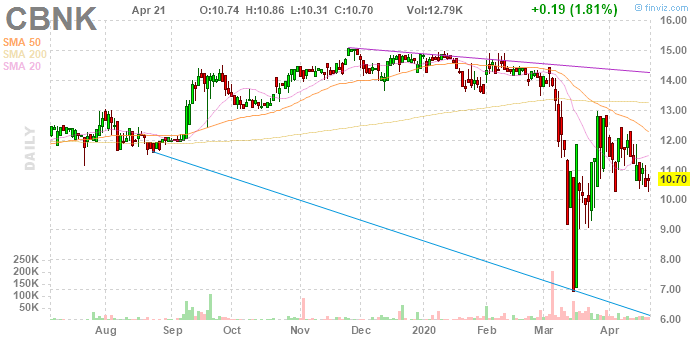 CBNK Apr 21 O:10.74 H:10.86 L:10.31 C:10.70 Vol:12.79K +0.19 (1.81%) © finviz.com
SMA 50
SMA 200
SMA 20
DAILY
16.00
15.00
14.00
13.00
12.00
11.00
10.70
10.00
9.00
8.00
7.00
6.00
250K
200K
150K
100K
50K
Aug Sep Oct Nov Dec 2020 Feb Mar Apr